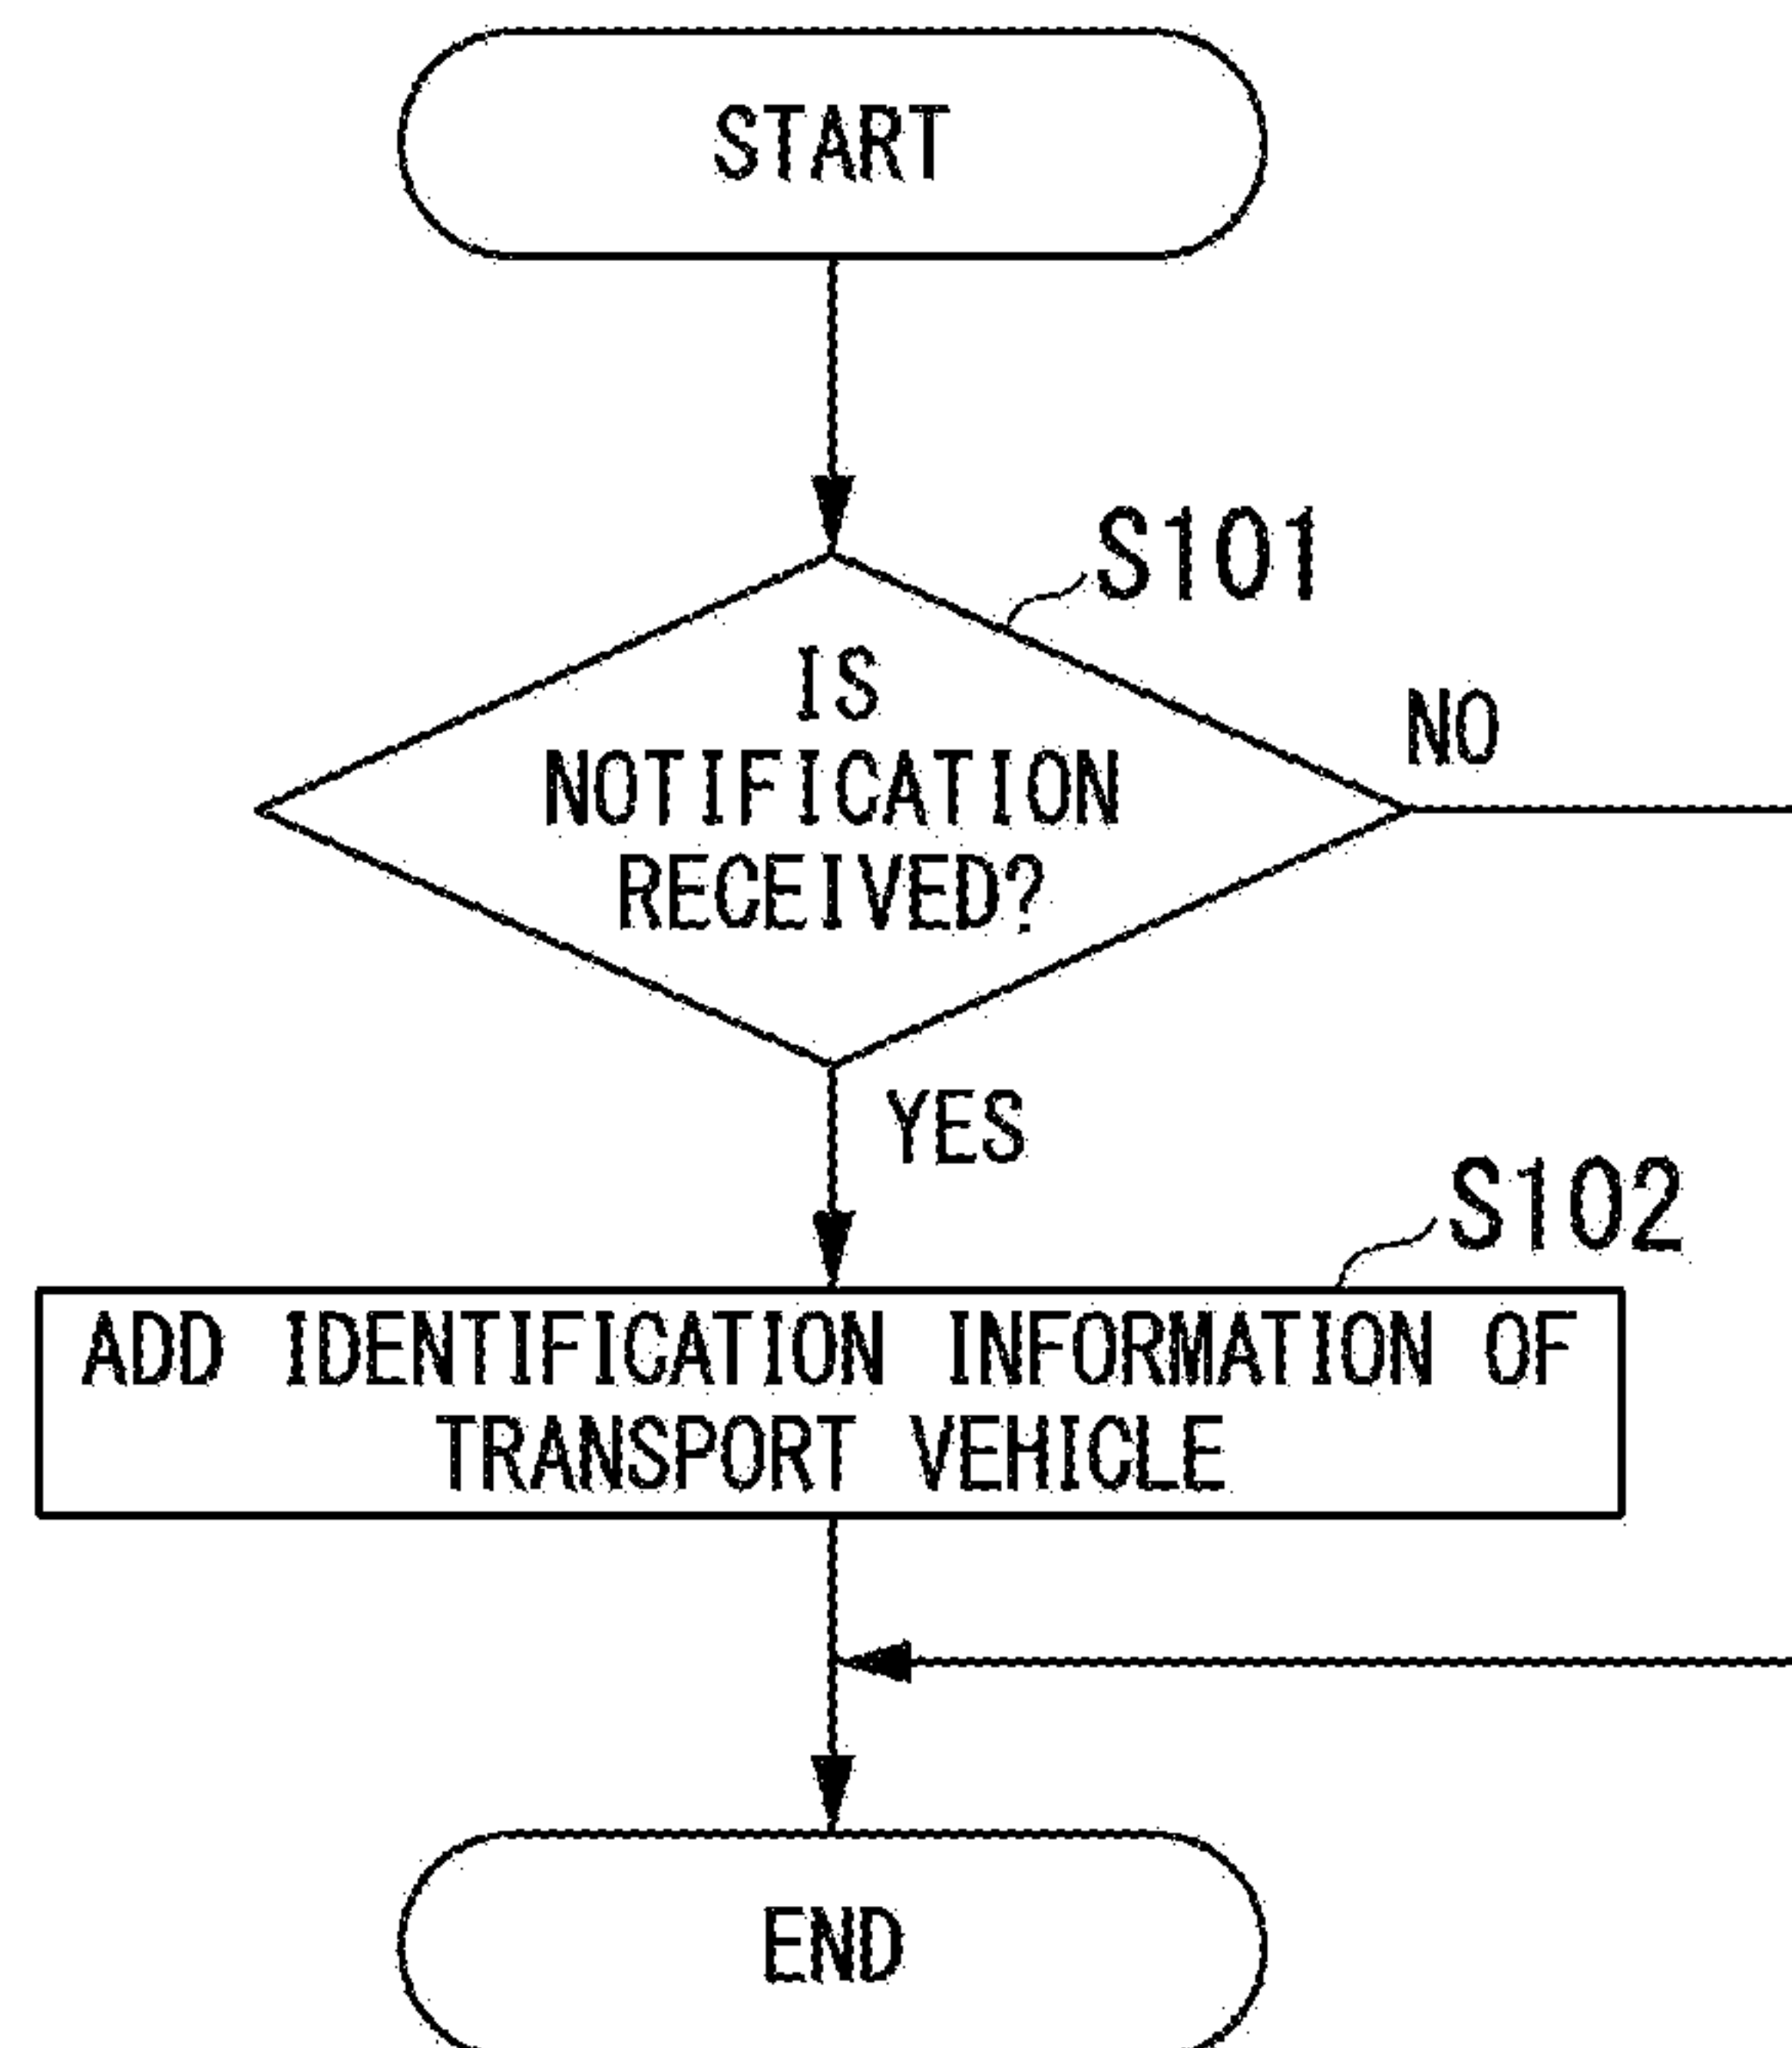 START
S101
IS
NOTIFICATION
RECEIVED?
NO
YES
S102
ADD IDENTIFICATION INFORMATION OF
TRANSPORT VEHICLE
END